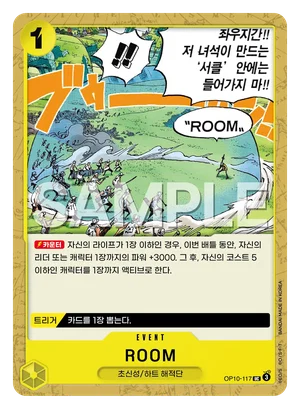 1
좌우지간!!
저 녀석이 만드는
"서클" 안에는
들어가지 마!!
!!
"ROOM"
SAMPLE
카운터 자신의 라이프가 1장 이하인 경우, 이번 배틀 동안, 자신의
리더 또는 캐릭터 1장까지의 파워 +3000. 그 후, 자신의 코스트 5
이하인 캐릭터를 1장까지 액티브로 한다.
트리거 카드를 1장 뽑는다.
EVENT
ROOM
초신성/하트 해적단
OP10-117 UC 3